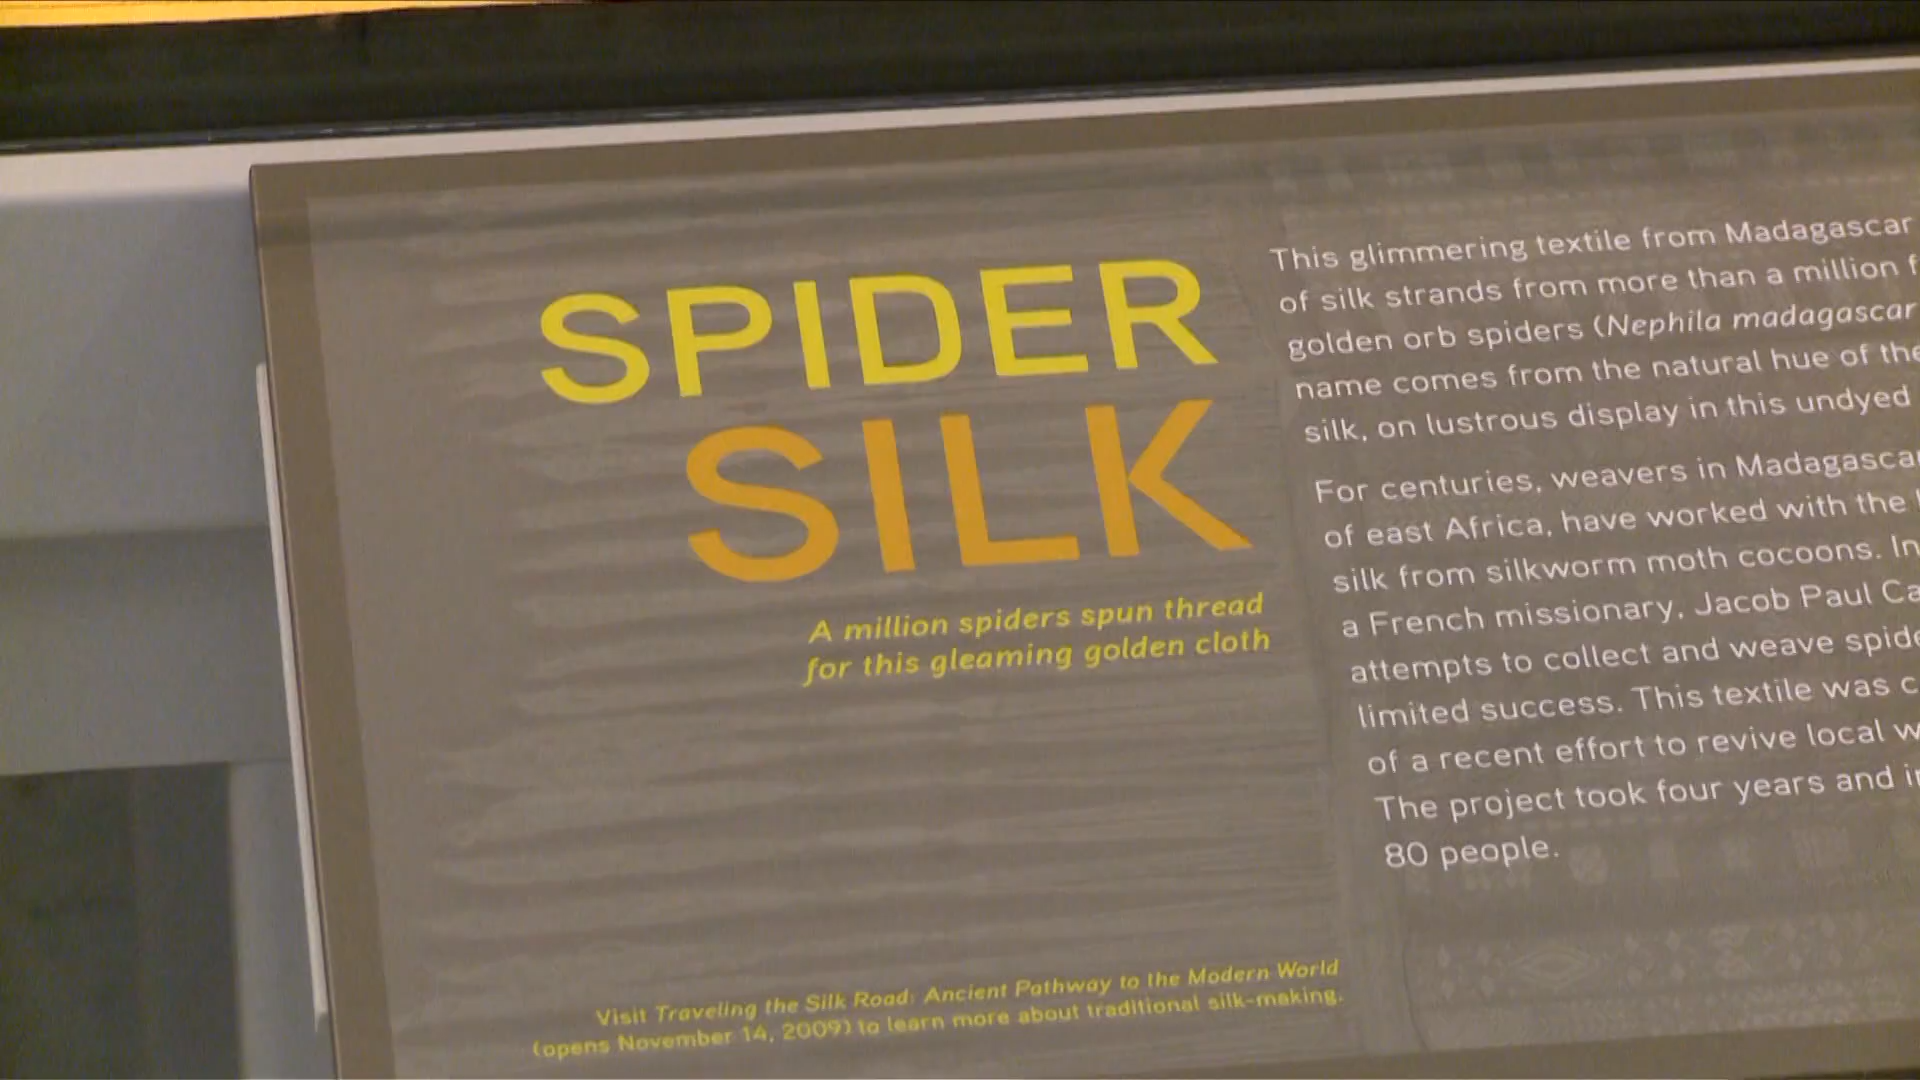 SPIDER
SILK
A million spiders spun thread
for this gleaming golden cloth
Visit Traveling the Silk Road: Ancient Pathway to the Modern World
(opens November 14, 2009) to learn more about traditional silk-making.
This glimmering textile from Madagascar
of silk strands from more than a million
golden orb spiders (Nephila madagascar
name comes from the natural hue of the
silk, on lustrous display in this undyed
For centuries, weavers in Madagascar
of east Africa, have worked with the
silk from silkworm moth cocoons. In
a French missionary, Jacob Paul Ca
attempts to collect and weave spide
limited success. This textile was c
of a recent effort to revive local w
The project took four years and i
80 people.